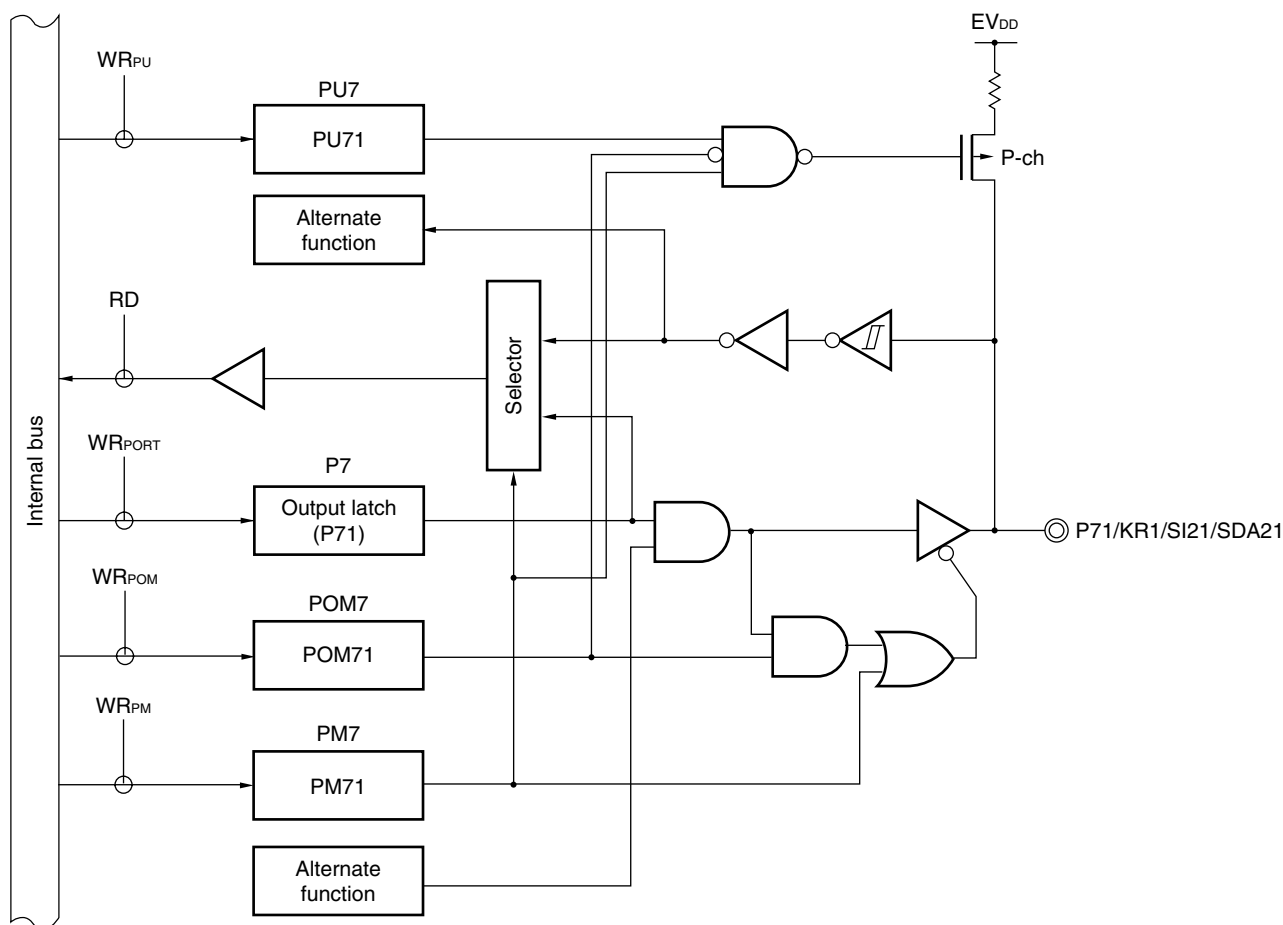 EVDD
WRPU
PU7
PU71
P-ch
Alternate
function
RD
Selector
Internal bus
WRPORT
P7
Output latch
(P71)
P71/KR1/SI21/SDA21
WRPOM
POM7
POM71
WRPM
PM7
PM71
Alternate
function